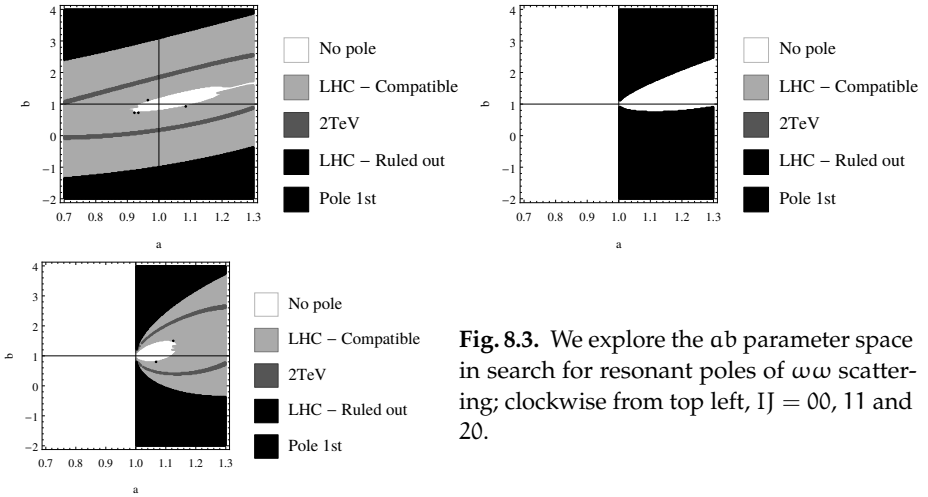 4
3
2
b
1
0
−1
−2
0.7 0.8 0.9 1.0 1.1 1.2 1.3
a
No pole
LHC − Compatible
2TeV
LHC − Ruled out
Pole 1st
4
3
2
b
1
0
−1
−2
0.7 0.8 0.9 1.0 1.1 1.2 1.3
a
No pole
LHC − Compatible
2TeV
LHC − Ruled out
Pole 1st
4
3
2
b
1
0
−1
−2
0.7 0.8 0.9 1.0 1.1 1.2 1.3
a
No pole
LHC − Compatible
2TeV
LHC − Ruled out
Pole 1st
Fig. 8.3. We explore the ab parameter space
in search for resonant poles of ωω scatter-
ing; clockwise from top left, IJ = 00, 11 and
20.